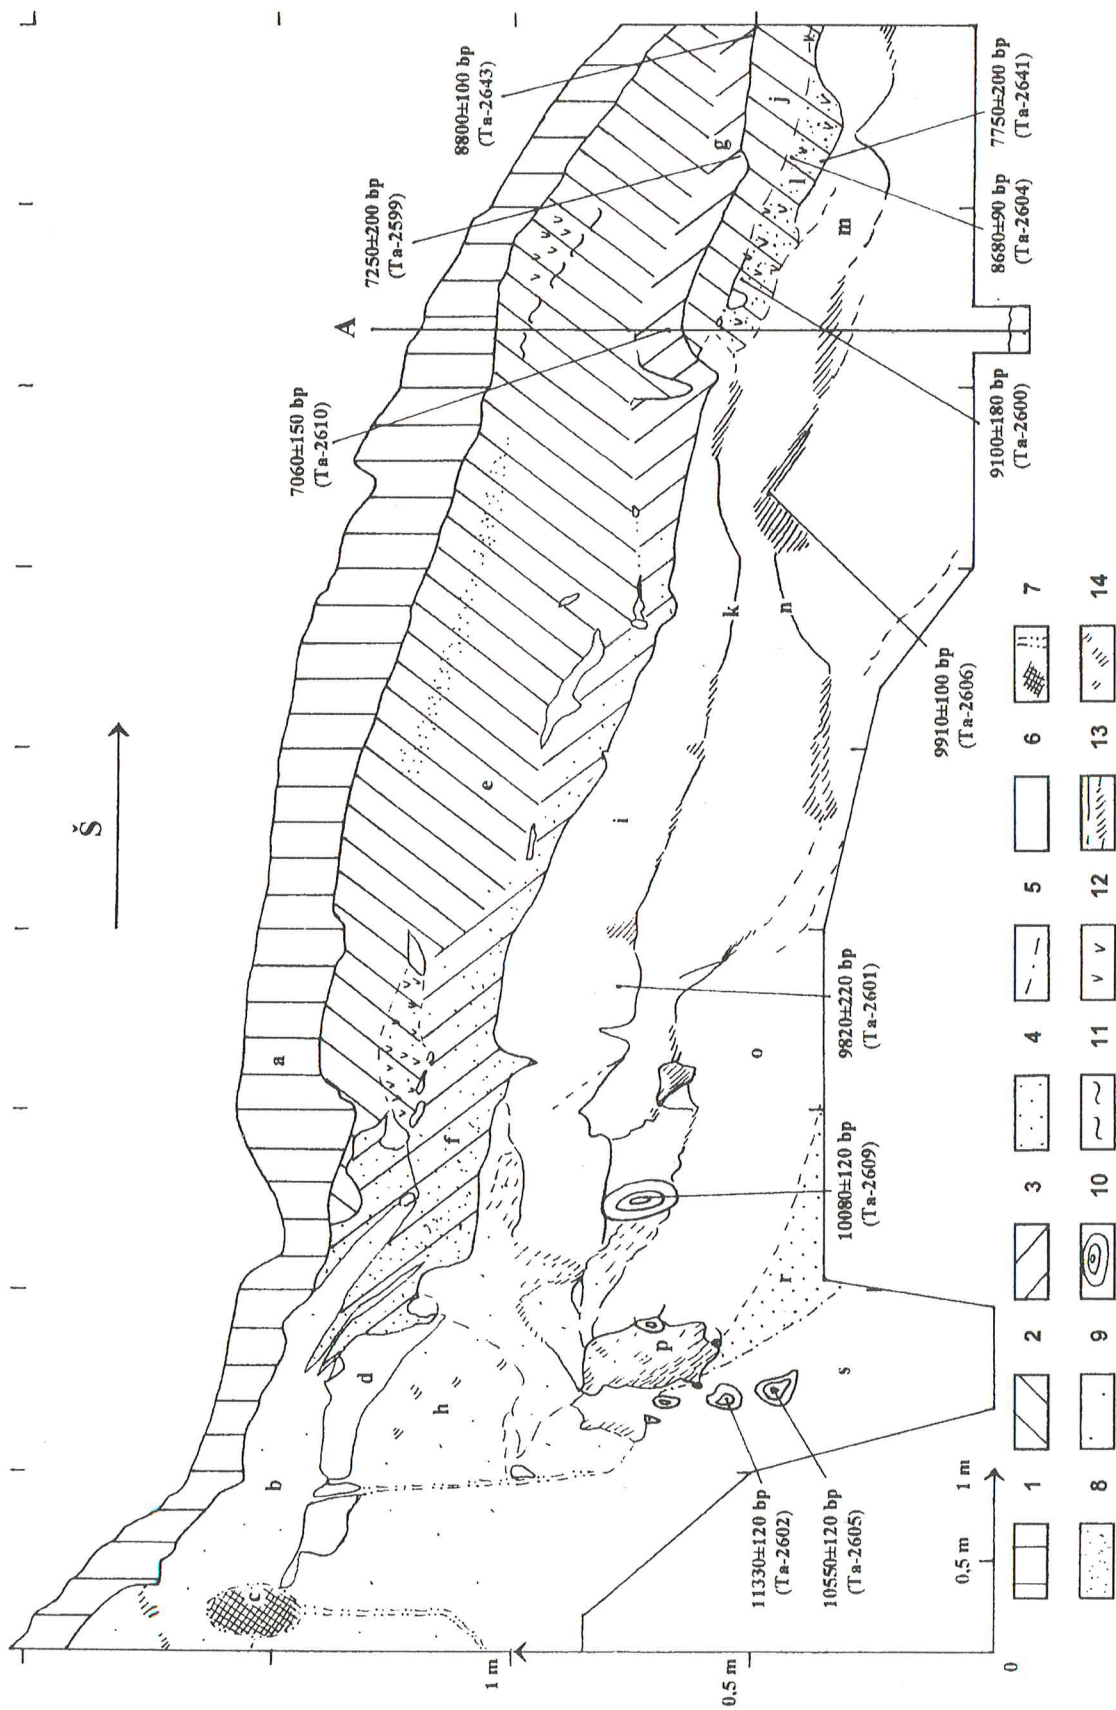 Š
A
7060±150 bp
(Ta-2610)
7250±200 bp
(Ta-2599)
8800±100 bp
(Ta-2643)
a
b
c
d
e
f
g
h
i
j
k
l
m
n
o
p
r
s
1 m
0.5 m
0
0,5 m
1 m
11330±120 bp
(Ta-2602)
10550±120 bp
(Ta-2605)
10080±120 bp
(Ta-2609)
9820±220 bp
(Ta-2601)
9910±100 bp
(Ta-2606)
9100±180 bp
(Ta-2600)
8680±90 bp
(Ta-2604)
7750±200 bp
(Ta-2641)
1 2 3 4 5 6 7
8 9 10 11 12 13 14